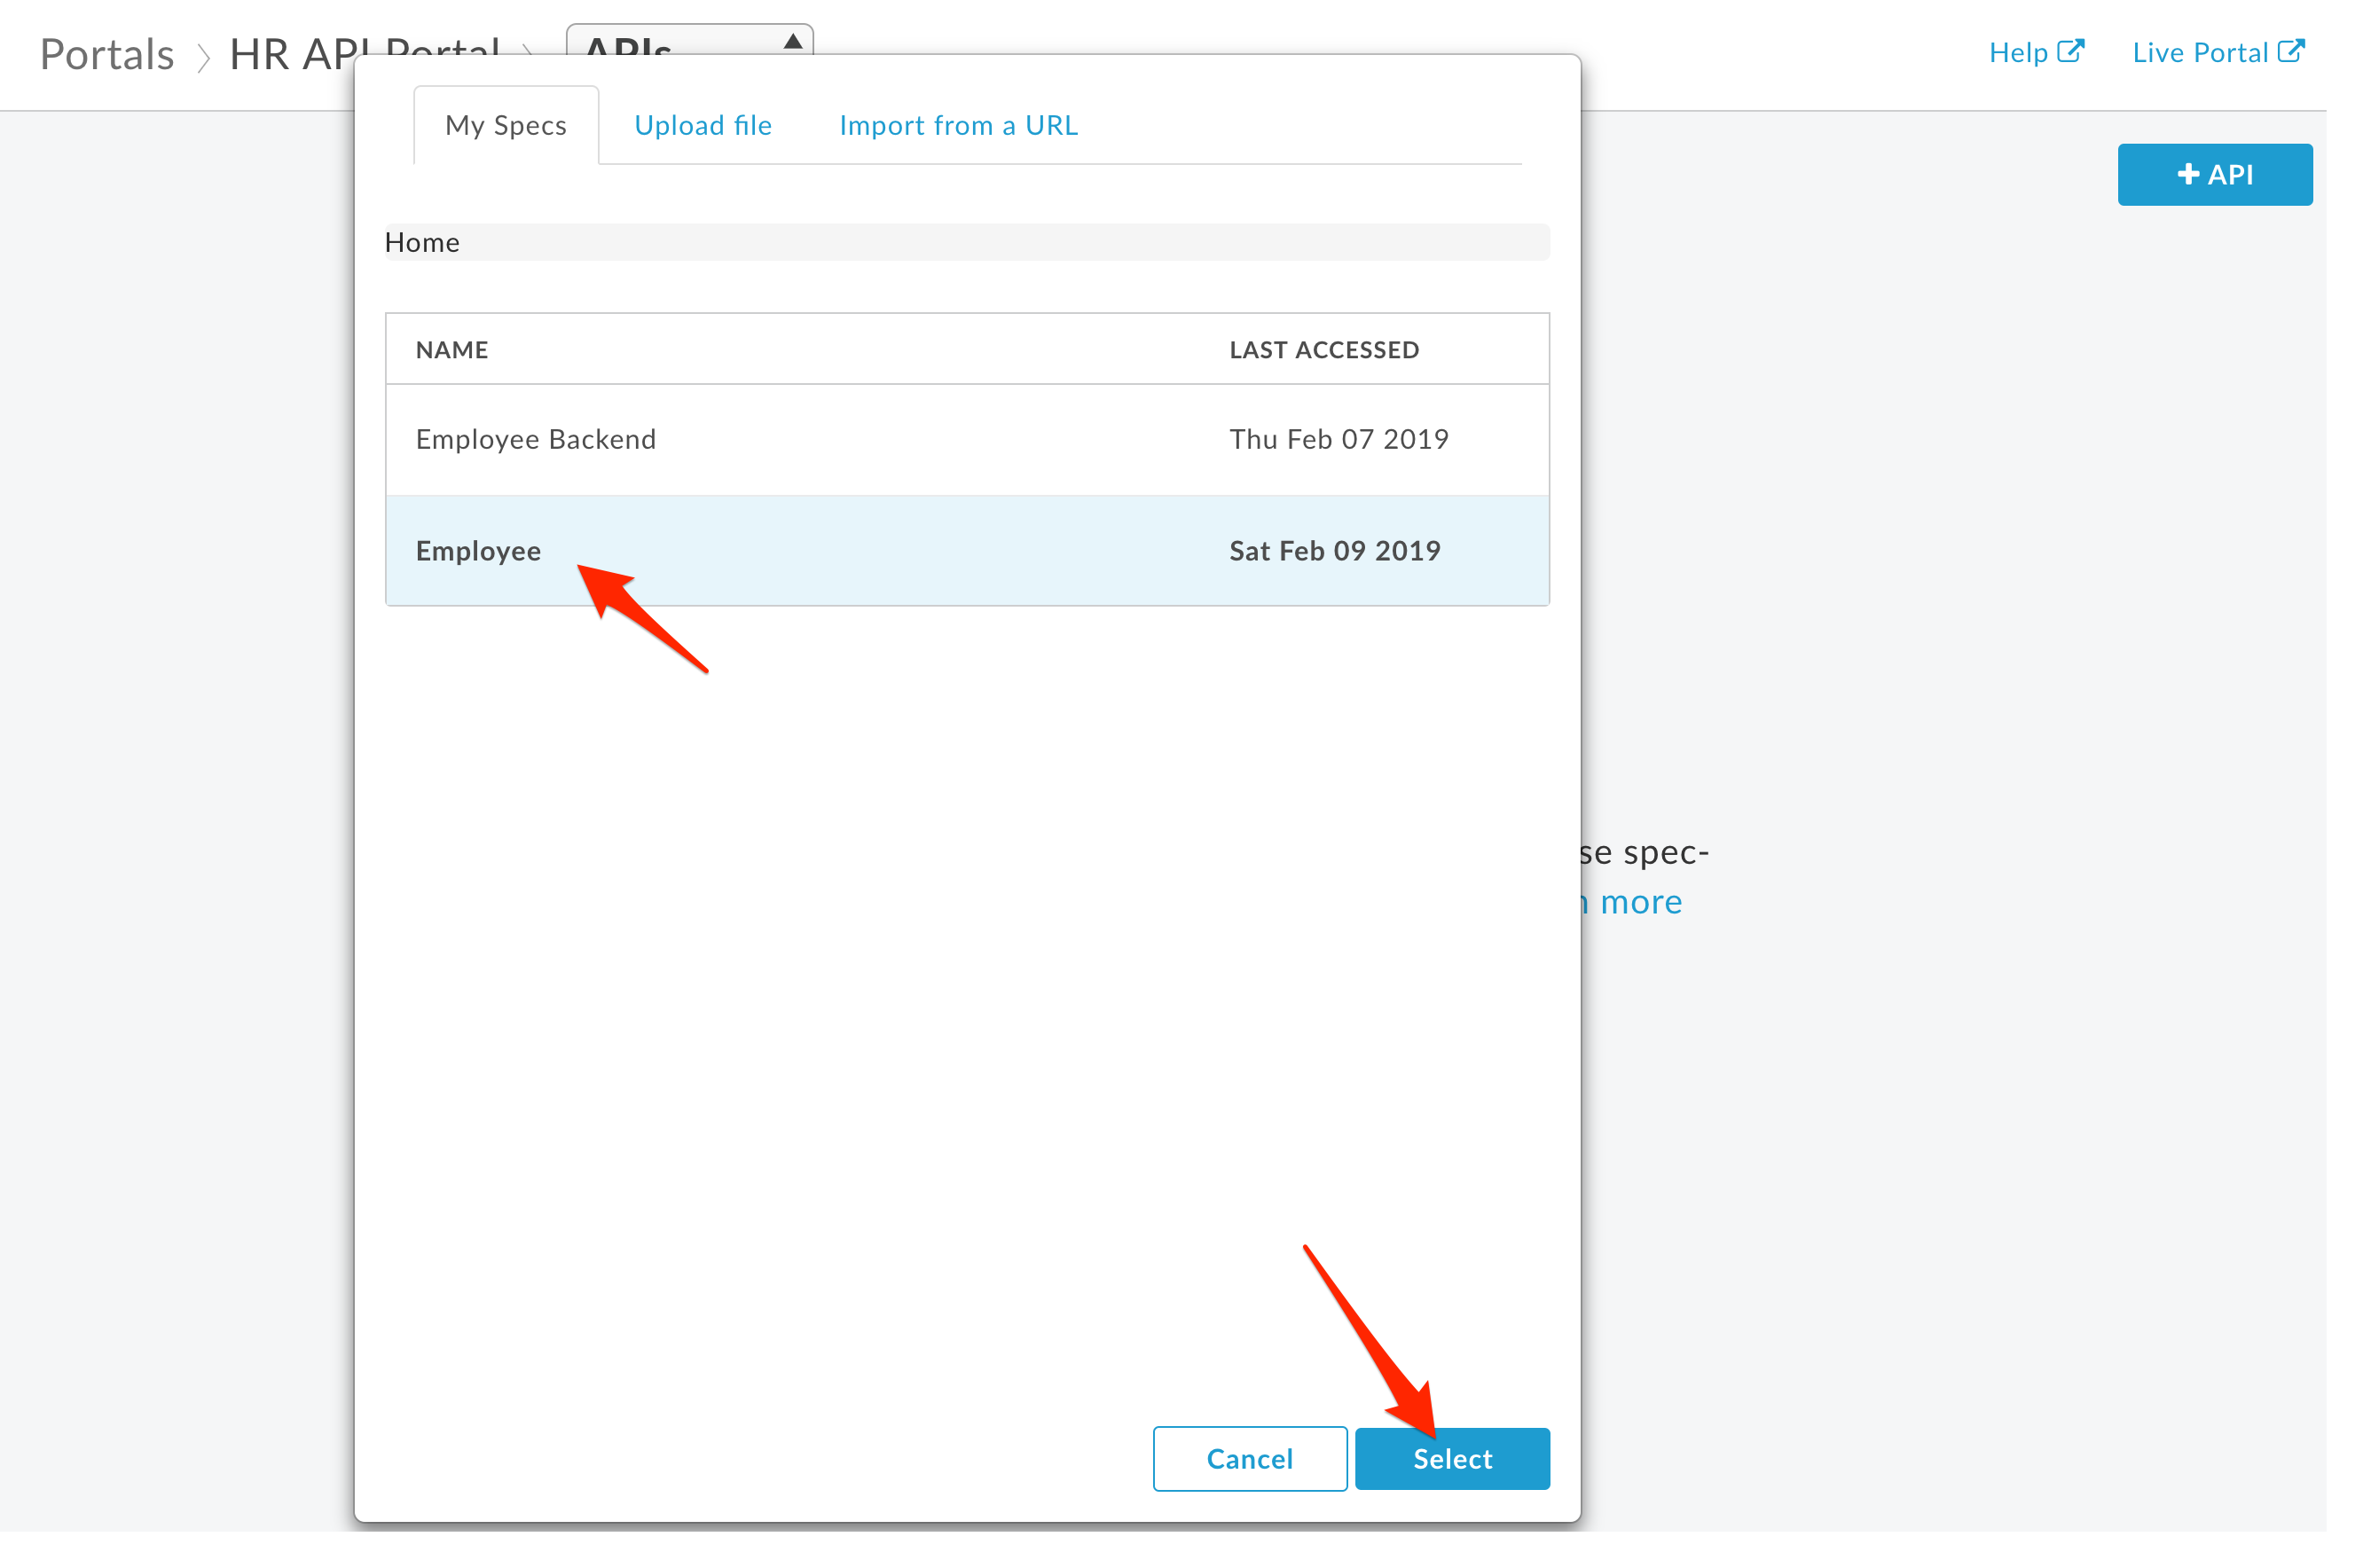 Portals > HR API Portal > APIs
Help
Live Portal
My Specs
Upload file
Import from a URL
+ API
Home
NAME
LAST ACCESSED
Employee Backend
Thu Feb 07 2019
Employee
Sat Feb 09 2019
se spec-
more
Cancel
Select